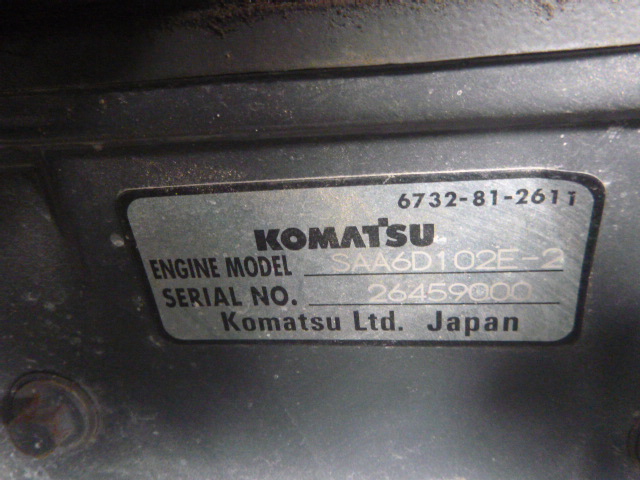 6732-81-2611
KOMATSU
ENGINE MODEL SAA6D102E-2
SERIAL NO. 26459000
Komatsu Ltd. Japan